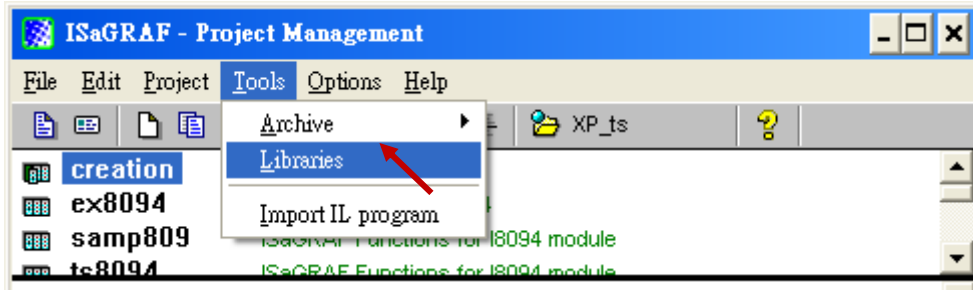 ISaGRAF - Project Management
File Edit Project Tools Options Help
XP_ts
Archive
Libraries
Import IL program
creation
ex8094
samp809 ISaGRAF Functions for I8094 module
ts8094 ISaGRAF Functions for I8094 module